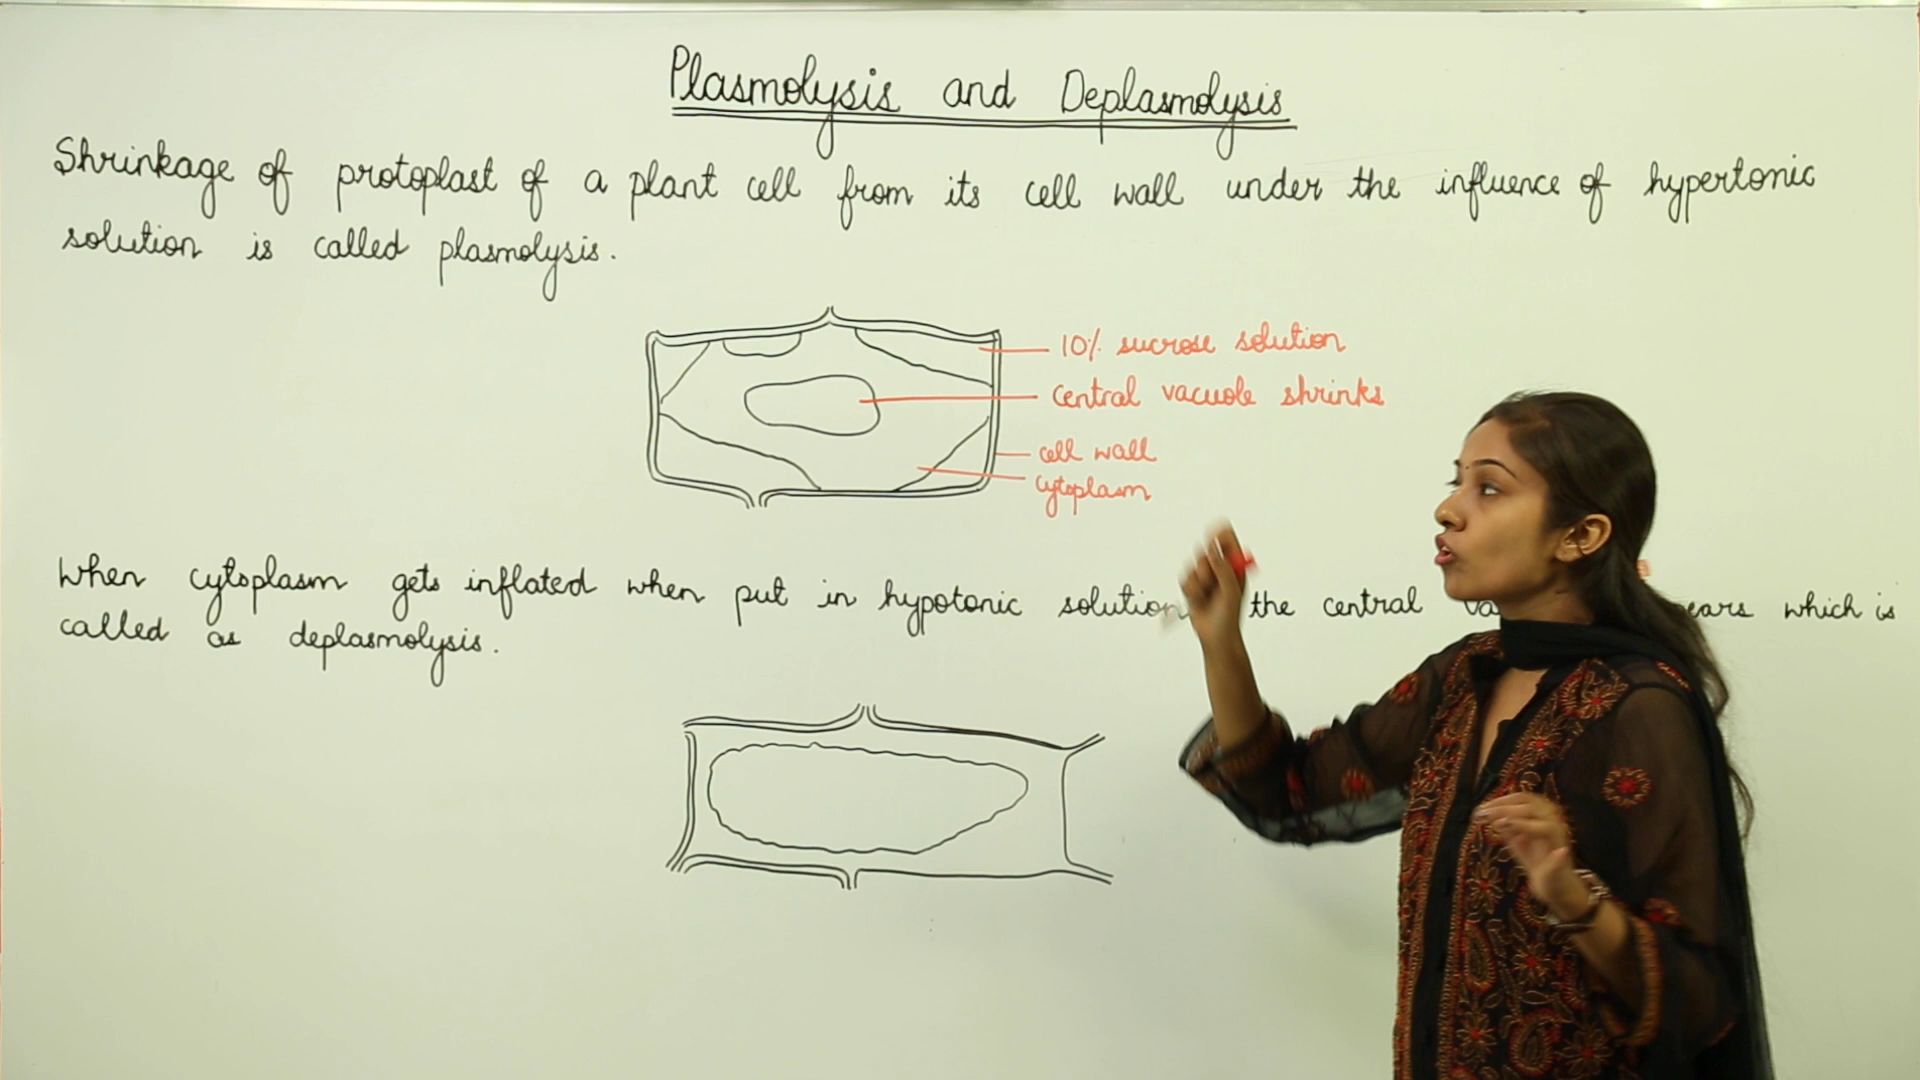 Plasmolysis and Deplasmolysis
Shrinkage of protoplast of a plant cell from its cell wall under the influence of hypertonic
solution is called plasmolysis.
10% sucrose solution
central vacuole shrinks
cell wall
cytoplasm
When cytoplasm gets inflated when put in hypotonic solution the central which is
called as deplasmolysis.